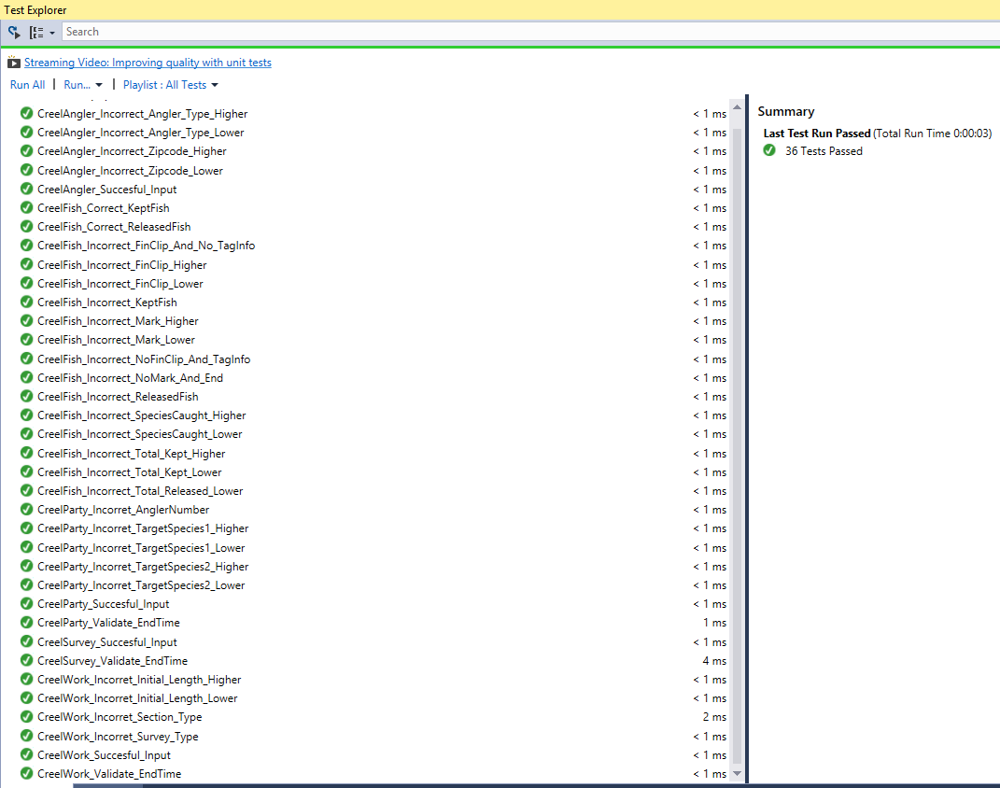 Test Explorer
Search
Streaming Video: Improving quality with unit tests
Run All | Run... | Playlist : All Tests
CreelAngler_Incorrect_Angler_Type_Higher < 1 ms
CreelAngler_Incorrect_Angler_Type_Lower < 1 ms
CreelAngler_Incorrect_Zipcode_Higher < 1 ms
CreelAngler_Incorrect_Zipcode_Lower < 1 ms
CreelAngler_Succesful_Input < 1 ms
CreelFish_Correct_KeptFish < 1 ms
CreelFish_Correct_ReleasedFish < 1 ms
CreelFish_Incorrect_FinClip_And_No_TagInfo < 1 ms
CreelFish_Incorrect_FinClip_Higher < 1 ms
CreelFish_Incorrect_FinClip_Lower < 1 ms
CreelFish_Incorrect_KeptFish < 1 ms
CreelFish_Incorrect_Mark_Higher < 1 ms
CreelFish_Incorrect_Mark_Lower < 1 ms
CreelFish_Incorrect_NoFinClip_And_TagInfo < 1 ms
CreelFish_Incorrect_NoMark_And_End < 1 ms
CreelFish_Incorrect_ReleasedFish < 1 ms
CreelFish_Incorrect_SpeciesCaught_Higher < 1 ms
CreelFish_Incorrect_SpeciesCaught_Lower < 1 ms
CreelFish_Incorrect_Total_Kept_Higher < 1 ms
CreelFish_Incorrect_Total_Kept_Lower < 1 ms
CreelFish_Incorrect_Total_Released_Lower < 1 ms
CreelParty_Incorret_AnglerNumber < 1 ms
CreelParty_Incorret_TargetSpecies1_Higher < 1 ms
CreelParty_Incorret_TargetSpecies1_Lower < 1 ms
CreelParty_Incorret_TargetSpecies2_Higher < 1 ms
CreelParty_Incorret_TargetSpecies2_Lower < 1 ms
CreelParty_Succesful_Input < 1 ms
CreelParty_Validate_EndTime 1 ms
CreelSurvey_Succesful_Input < 1 ms
CreelSurvey_Validate_EndTime 4 ms
CreelWork_Incorret_Initial_Length_Higher < 1 ms
CreelWork_Incorret_Initial_Length_Lower < 1 ms
CreelWork_Incorret_Section_Type 2 ms
CreelWork_Incorret_Survey_Type < 1 ms
CreelWork_Succesful_Input < 1 ms
CreelWork_Validate_EndTime < 1 ms
Summary
Last Test Run Passed (Total Run Time 0:00:03)
36 Tests Passed